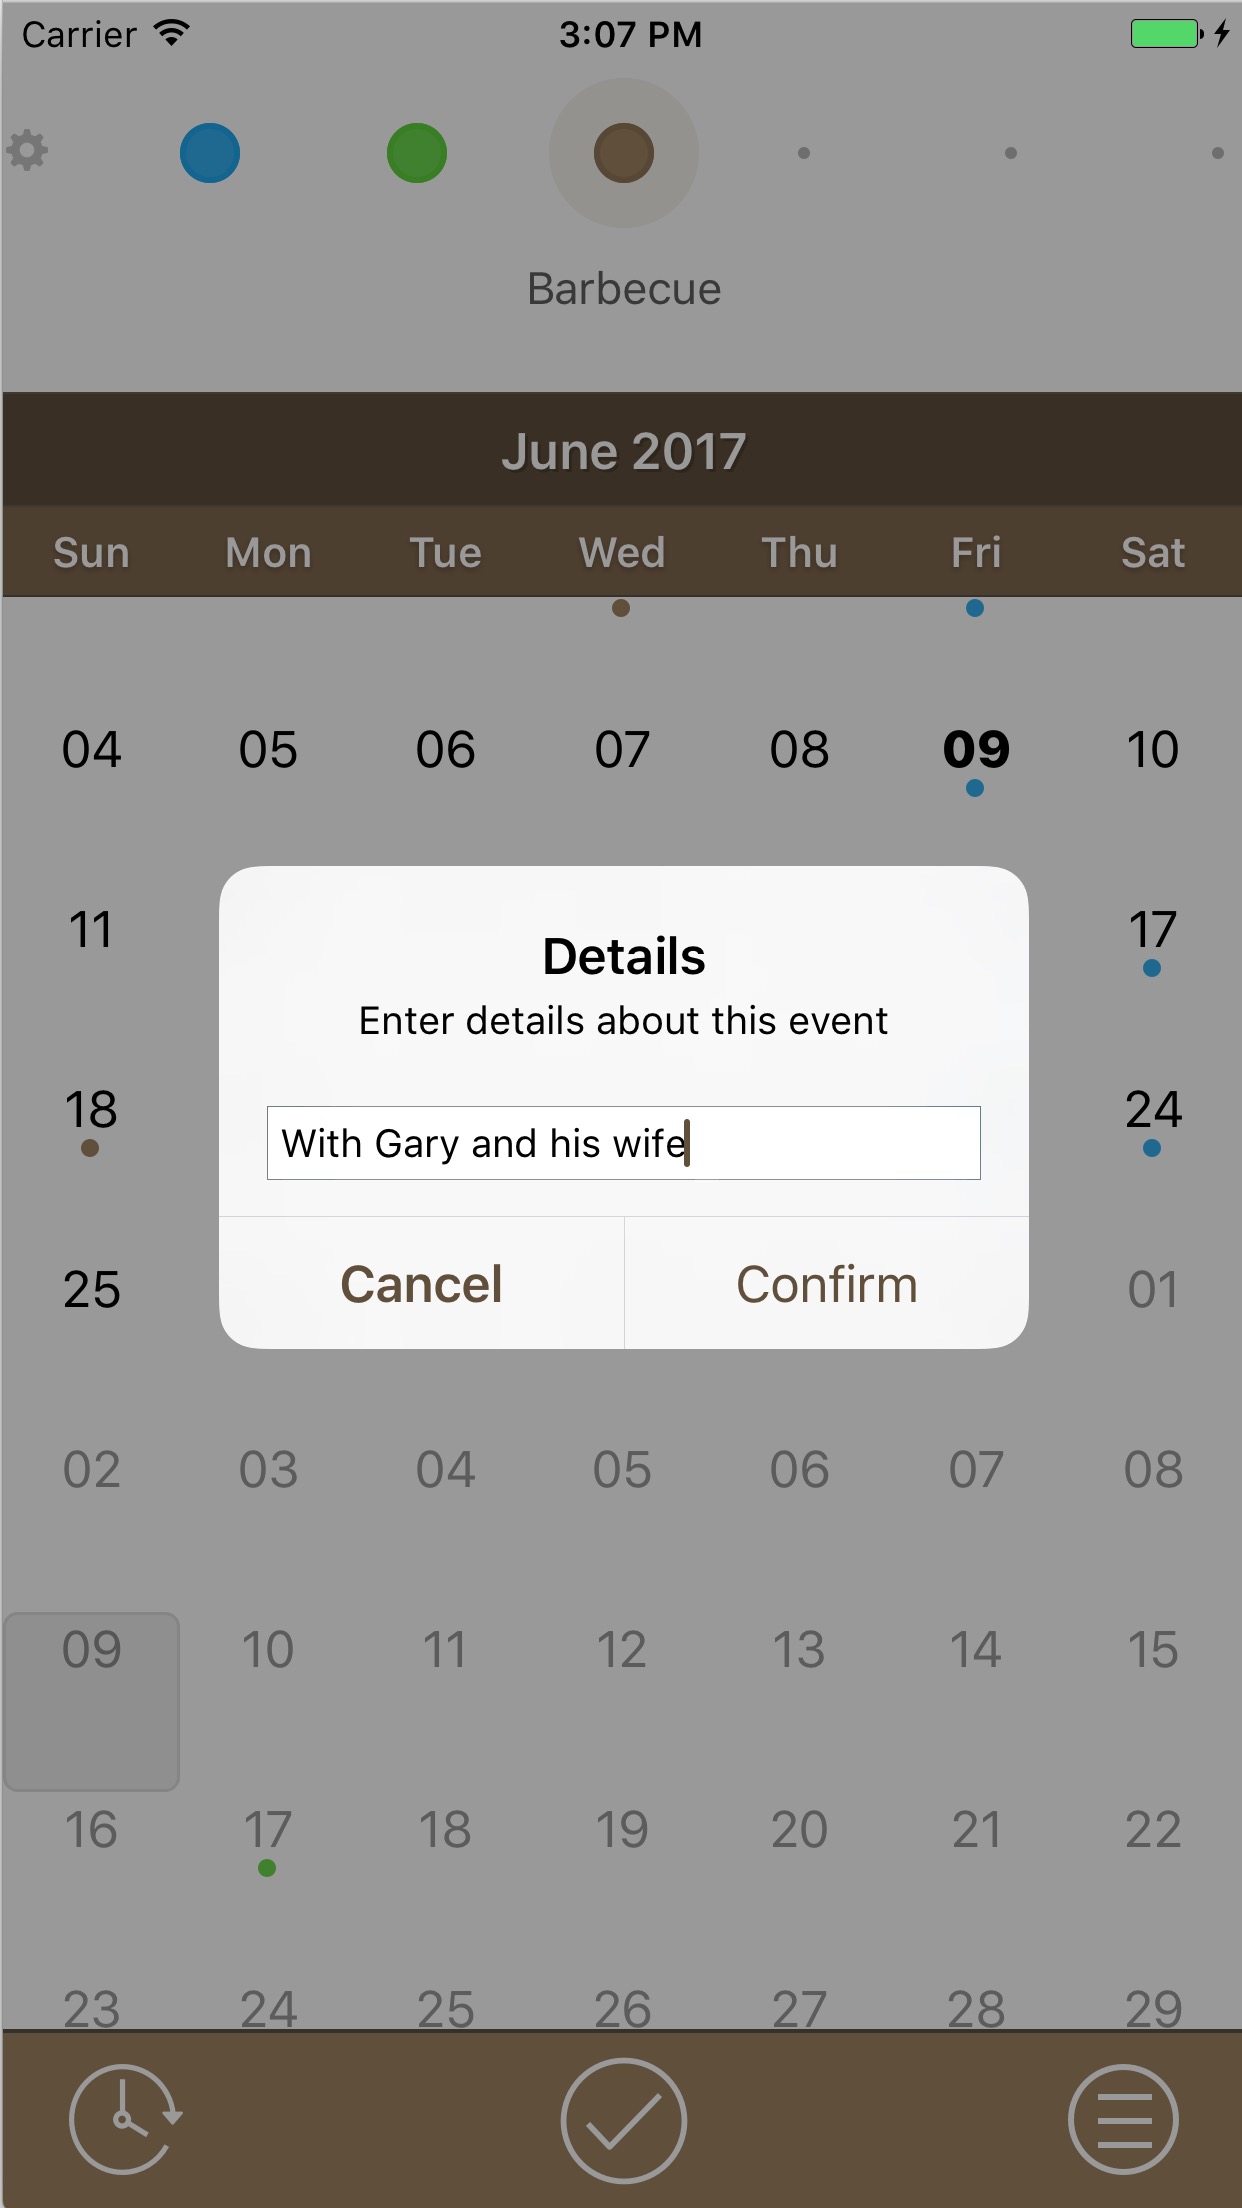 Carrier 3:07 PM
Barbecue
June 2017
Sun Mon Tue Wed Thu Fri Sat
04 05 06 07 08 09 10
11 17
18 24
25 01
Details
Enter details about this event
With Gary and his wife
Cancel Confirm
02 03 04 05 06 07 08
09 10 11 12 13 14 15
16 17 18 19 20 21 22
23 24 25 26 27 28 29